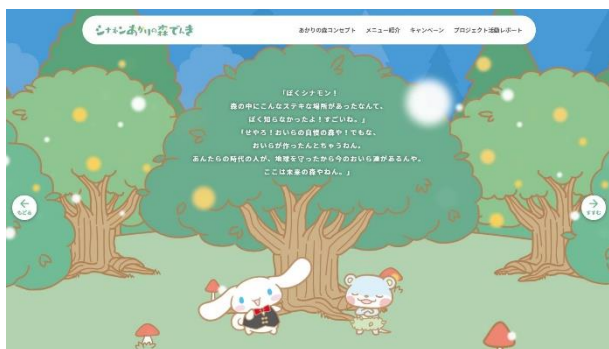 シナモンあかりの森でんき
あかりの森コンセプト メニュー紹介 キャンペーン プロジェクト活動レポート
「ぼくシナモン！
森の中にこんなステキな場所があったなんて、
ぼく知らなかったよ！すごいね。」
「せやろ！おいらの自慢の森や！でもな、
おいらが作ったんとちゃうねん。
あんたらの時代の人が、地球を守ったから今のおいら達があるんや。
ここは未来の森やねん。」
もどる
すすむ